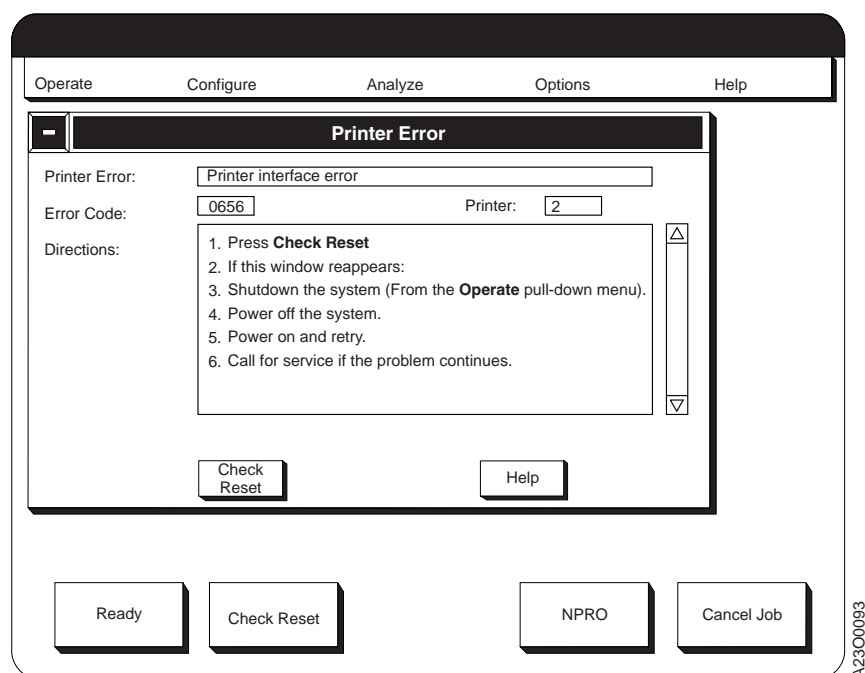 Operate Configure Analyze Options Help
Printer Error
Printer Error: Printer interface error
Error Code: 0656 Printer: 2
Directions:
1. Press Check Reset
2. If this window reappears:
3. Shutdown the system (From the Operate pull-down menu).
4. Power off the system.
5. Power on and retry.
6. Call for service if the problem continues.
Check
Reset
Help
Ready Check Reset NPRO Cancel Job
A23O0093